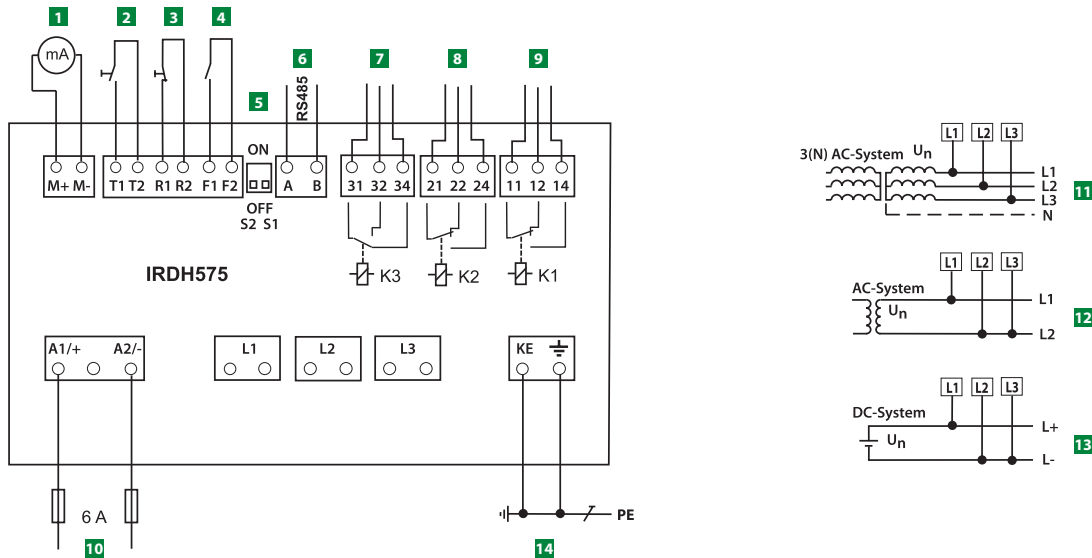 1 2 3 4
mA
6 7 8 9
RS485
5
ON
M+ M- T1 T2 R1 R2 F1 F2 A B 31 32 34 21 22 24 11 12 14
OFF
S2 S1
K3 K2 K1
IRDH575
A1/+ A2/- L1 L2 L3 KE
6 A
PE
10 14
L1 L2 L3
3(N) AC-System Un
L1
L2
L3
N
11
L1 L2 L3
AC-System
Un
L1
L2
12
L1 L2 L3
DC-System
Un
L+
L-
13